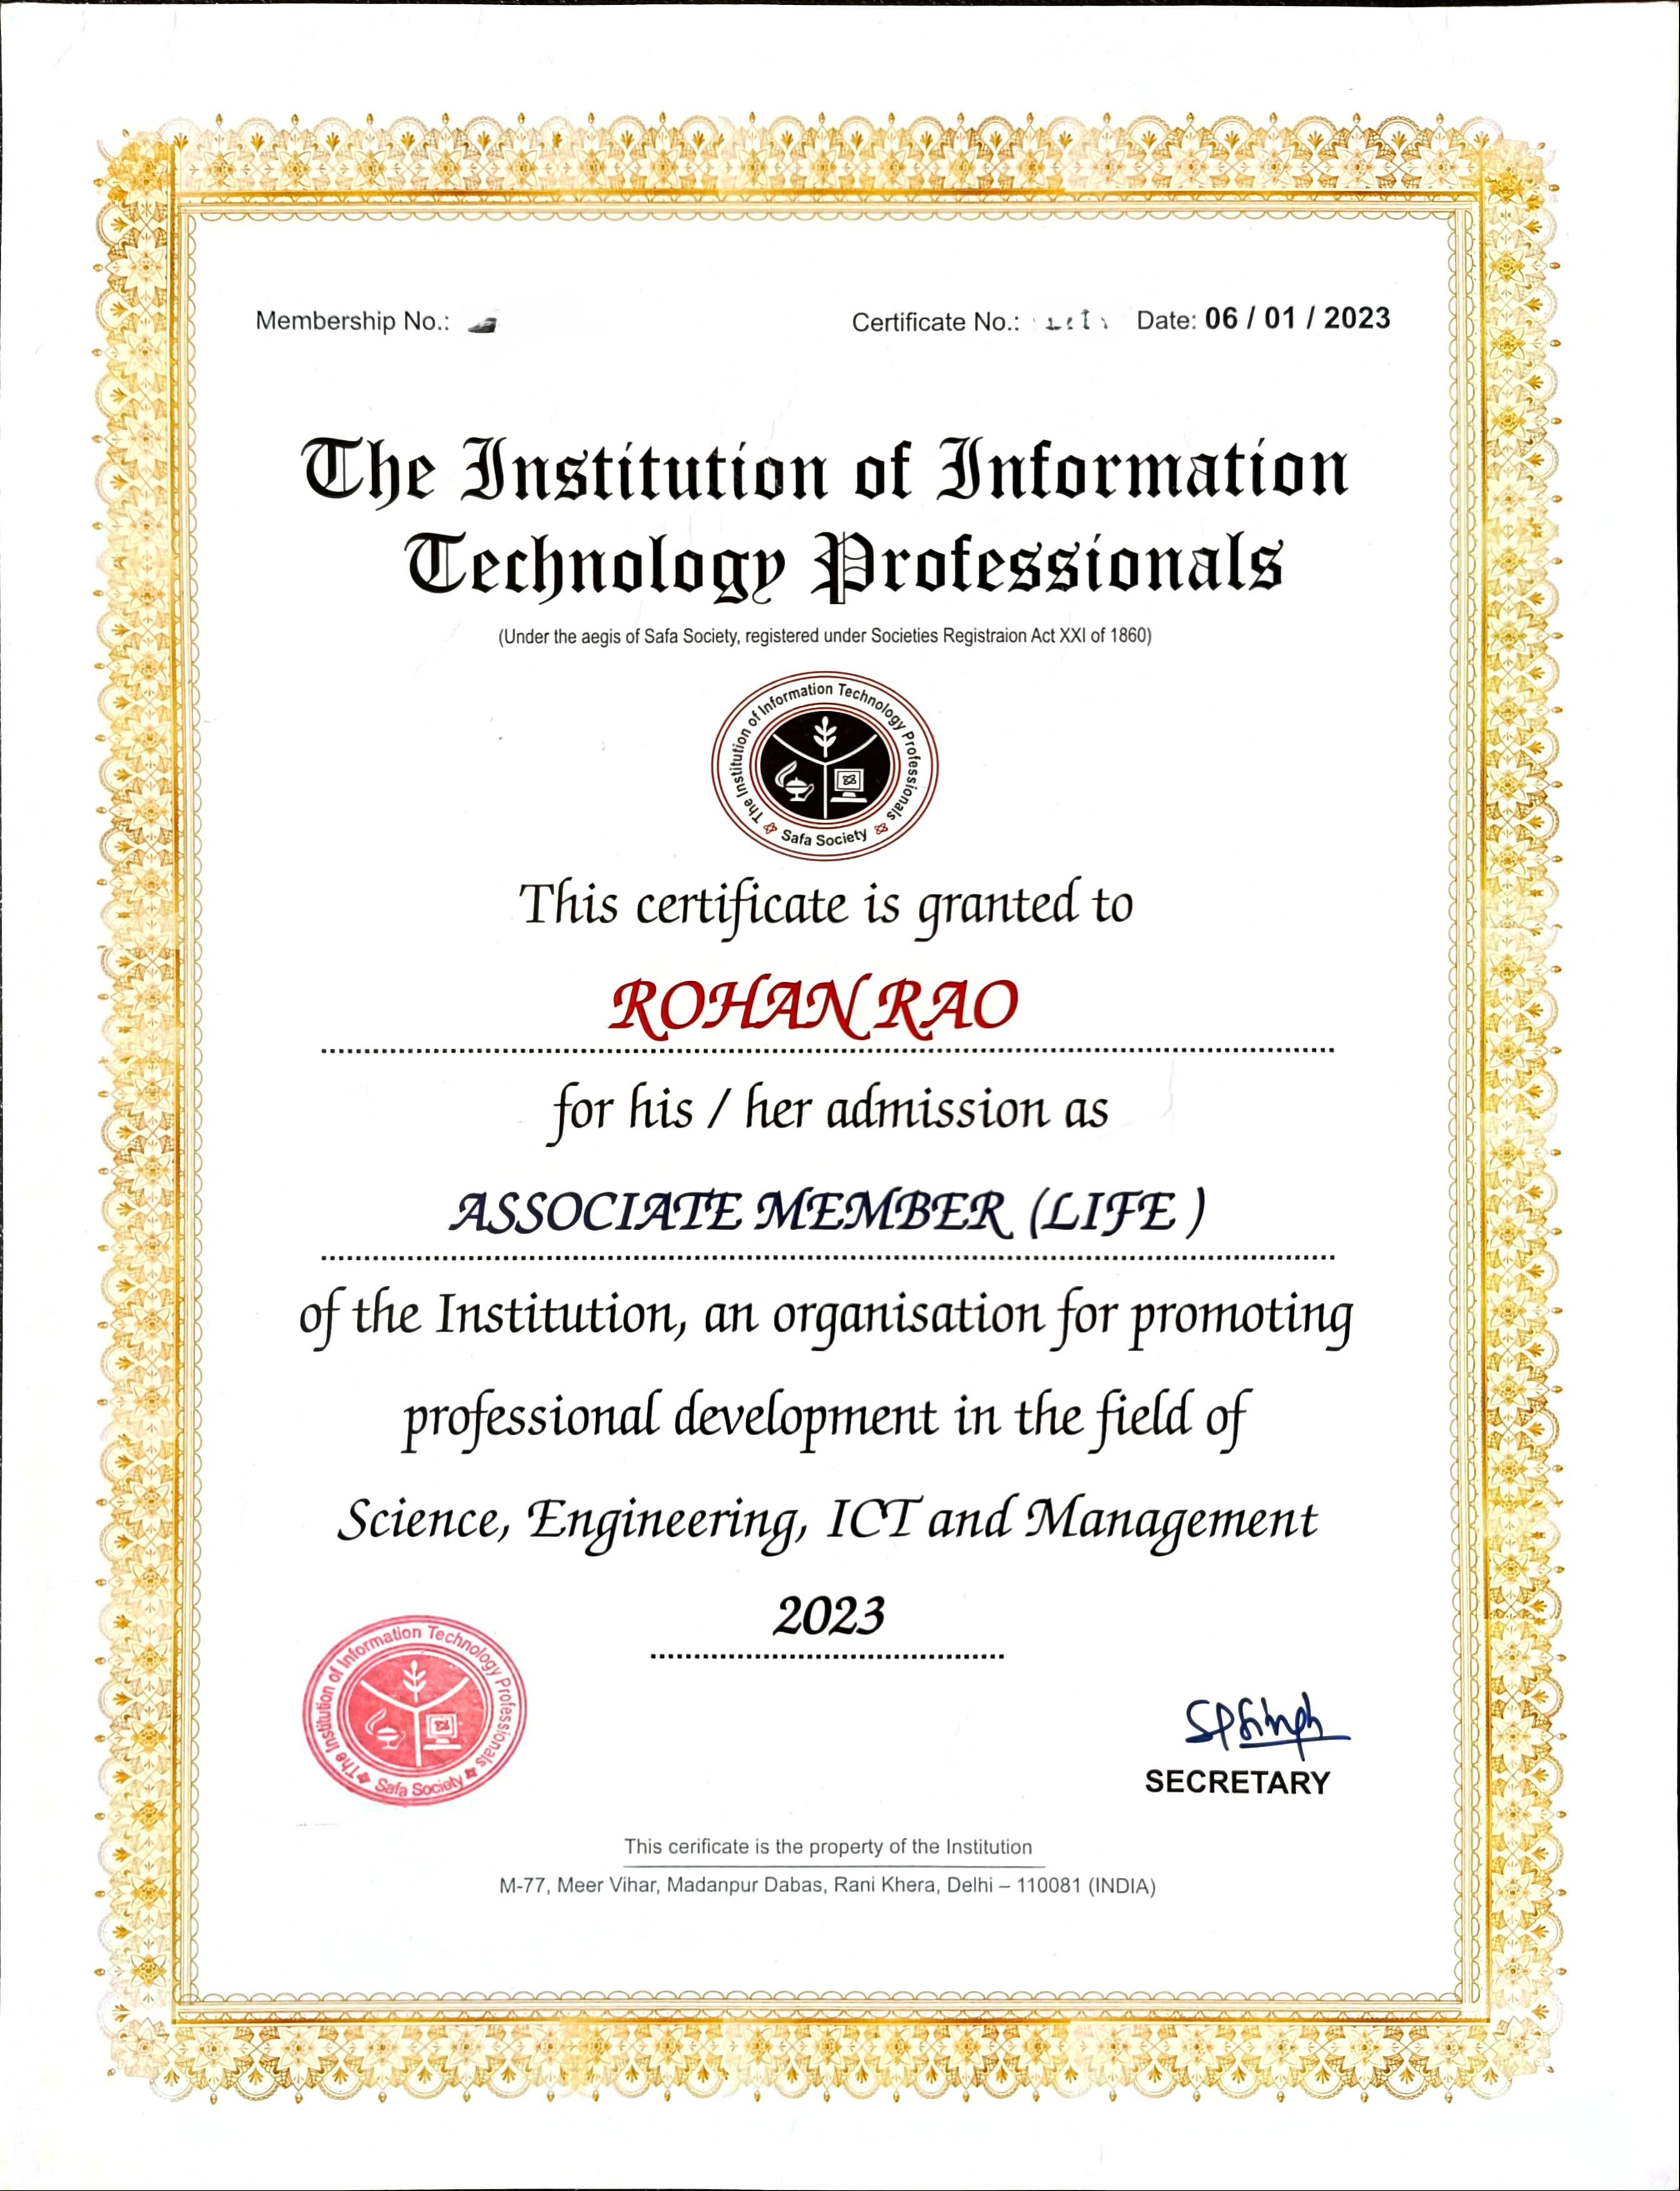 Membership No.:
Certificate No.: Date: 06 / 01 / 2023
The Institution of Information
Technology Professionals
(Under the aegis of Safa Society, registered under Societies Registraion Act XXI of 1860)
The Institution of Information Technology Professionals
Safa Society
This certificate is granted to
ROHAN RAO
for his / her admission as
ASSOCIATE MEMBER (LIFE )
of the Institution, an organisation for promoting
professional development in the field of
Science, Engineering, ICT and Management
2023
The Institution of Information Technology Professionals
Safa Society
SPSingh
SECRETARY
This cerificate is the property of the Institution
M-77, Meer Vihar, Madanpur Dabas, Rani Khera, Delhi – 110081 (INDIA)